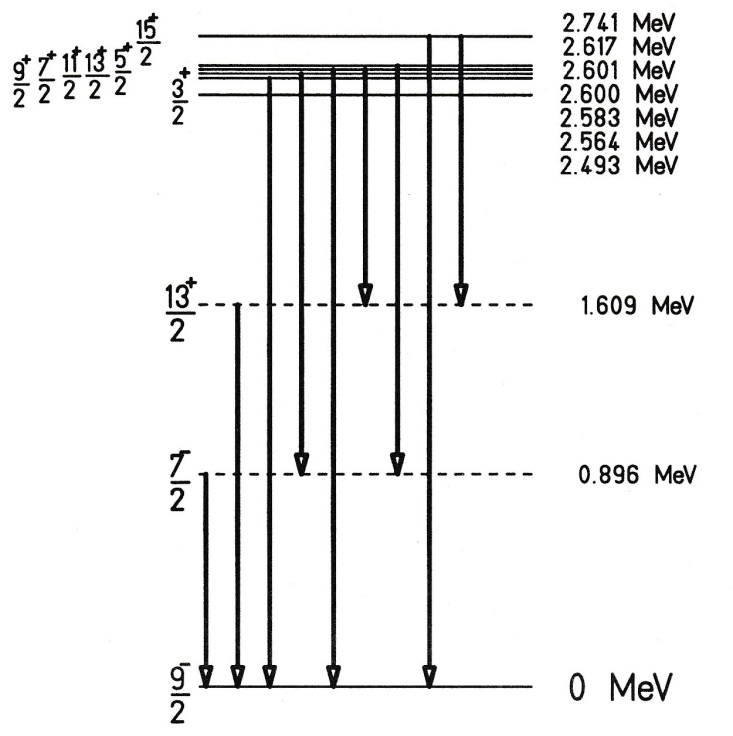 15⁺/2 2.741 MeV
9⁺/2 7⁺/2 11⁺/2 13⁺/2 5⁺/2 2.617 MeV
3⁺/2 2.601 MeV
2.600 MeV
2.583 MeV
2.564 MeV
2.493 MeV
13⁺/2 1.609 MeV
7⁻/2 0.896 MeV
9⁻/2 0 MeV